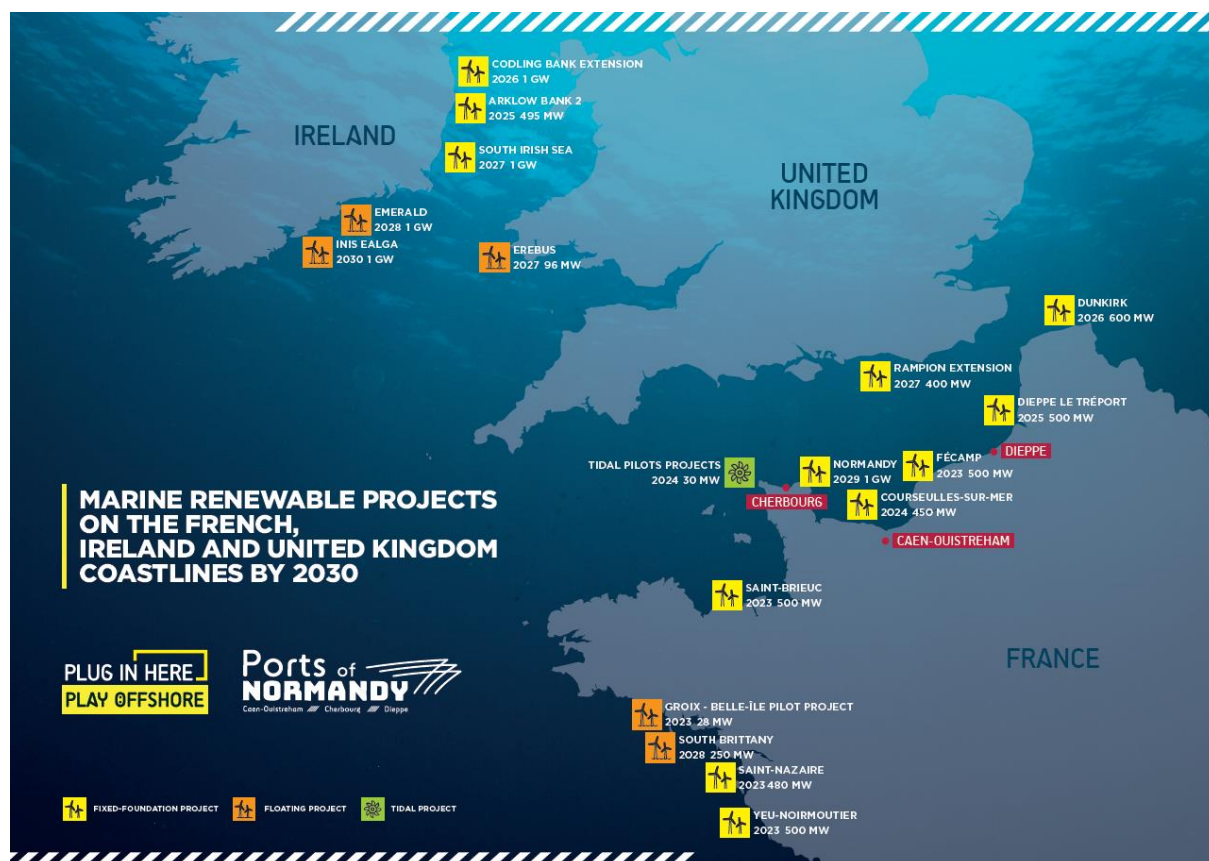 CODLING BANK EXTENSION
2026 1 GW
ARKLOW BANK 2
2025 495 MW
IRELAND
SOUTH IRISH SEA
2027 1 GW
UNITED
KINGDOM
EMERALD
2028 1 GW
INIS EALGA
2030 1 GW
EREBUS
2027 96 MW
DUNKIRK
2026 600 MW
RAMPION EXTENSION
2027 400 MW
DIEPPE LE TRÉPORT
2025 500 MW
DIEPPE
TIDAL PILOTS PROJECTS
2024 30 MW
NORMANDY
2029 1 GW
FÉCAMP
2023 500 MW
CHERBOURG
COURSEULLES-SUR-MER
2024 450 MW
CAEN-OUISTREHAM
MARINE RENEWABLE PROJECTS
ON THE FRENCH,
IRELAND AND UNITED KINGDOM
COASTLINES BY 2030
SAINT-BRIEUC
2023 500 MW
FRANCE
PLUG IN HERE
PLAY OFFSHORE
Ports of
NORMANDY
Caen-Ouistreham Cherbourg Dieppe
GROIX - BELLE-ÎLE PILOT PROJECT
2023 28 MW
SOUTH BRITTANY
2028 250 MW
SAINT-NAZAIRE
2023 480 MW
YEU-NOIRMOUTIER
2023 500 MW
FIXED-FOUNDATION PROJECT
FLOATING PROJECT
TIDAL PROJECT